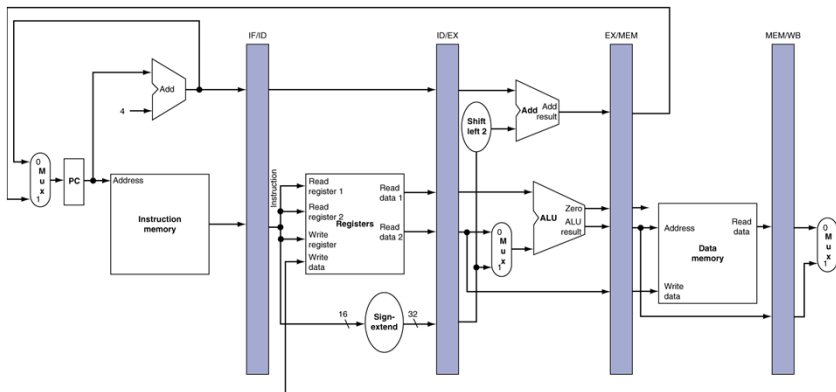 IF/ID
ID/EX
EX/MEM
MEM/WB
Add
4
Add
Add
result
Shift
left 2
0
M
u
x
1
PC
Address
Instruction
memory
Instruction
Read
register 1
Read
register 2
Registers
Write
register
Write
data
Read
data 1
Read
data 2
0
M
u
x
1
Zero
ALU
ALU
result
Address
Read
data
Data
memory
Write
data
0
M
u
x
1
16
Sign-
extend
32